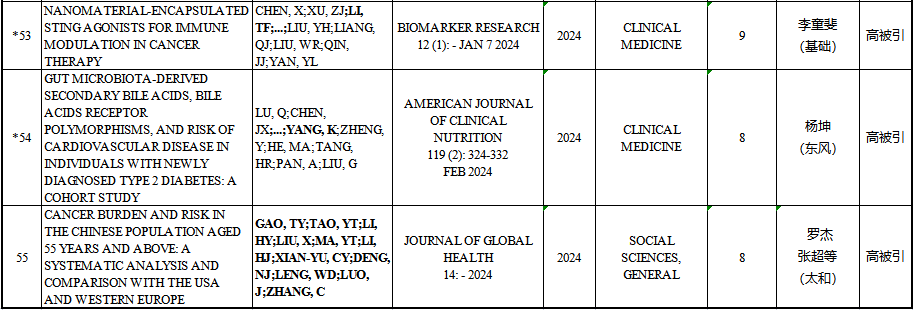 *53
NANOMATERIAL-ENCAPSULATED
STING AGONISTS FOR IMMUNE
MODULATION IN CANCER
THERAPY
CHEN, X;XU, ZJ;LI,
TF;...;LIU, YH;LIANG,
QJ;LIU, WR;QIN,
JJ;YAN, YL
BIOMARKER RESEARCH
12 (1): - JAN 7 2024
2024
CLINICAL
MEDICINE
9
李童斐
(基础)
高被引
*54
GUT MICROBIOTA-DERIVED
SECONDARY BILE ACIDS, BILE
ACIDS RECEPTOR
POLYMORPHISMS, AND RISK OF
CARDIOVASCULAR DISEASE IN
INDIVIDUALS WITH NEWLY
DIAGNOSED TYPE 2 DIABETES: A
COHORT STUDY
LU, Q;CHEN,
JX;...;YANG, K;ZHENG,
Y;HE, MA;TANG,
HR;PAN, A;LIU, G
AMERICAN JOURNAL
OF CLINICAL
NUTRITION
119 (2): 324-332
FEB 2024
2024
CLINICAL
MEDICINE
8
杨坤
(东风)
高被引
55
CANCER BURDEN AND RISK IN
THE CHINESE POPULATION AGED
55 YEARS AND ABOVE: A
SYSTEMATIC ANALYSIS AND
COMPARISON WITH THE USA
AND WESTERN EUROPE
GAO, TY;TAO, YT;LI,
HY;LIU, X;MA, YT;LI,
HJ;XIAN-YU, CY;DENG,
NJ;LENG, WD;LUO,
J;ZHANG, C
JOURNAL OF GLOBAL
HEALTH
14: - 2024
2024
SOCIAL
SCIENCES,
GENERAL
8
罗杰
张超等
(太和)
高被引